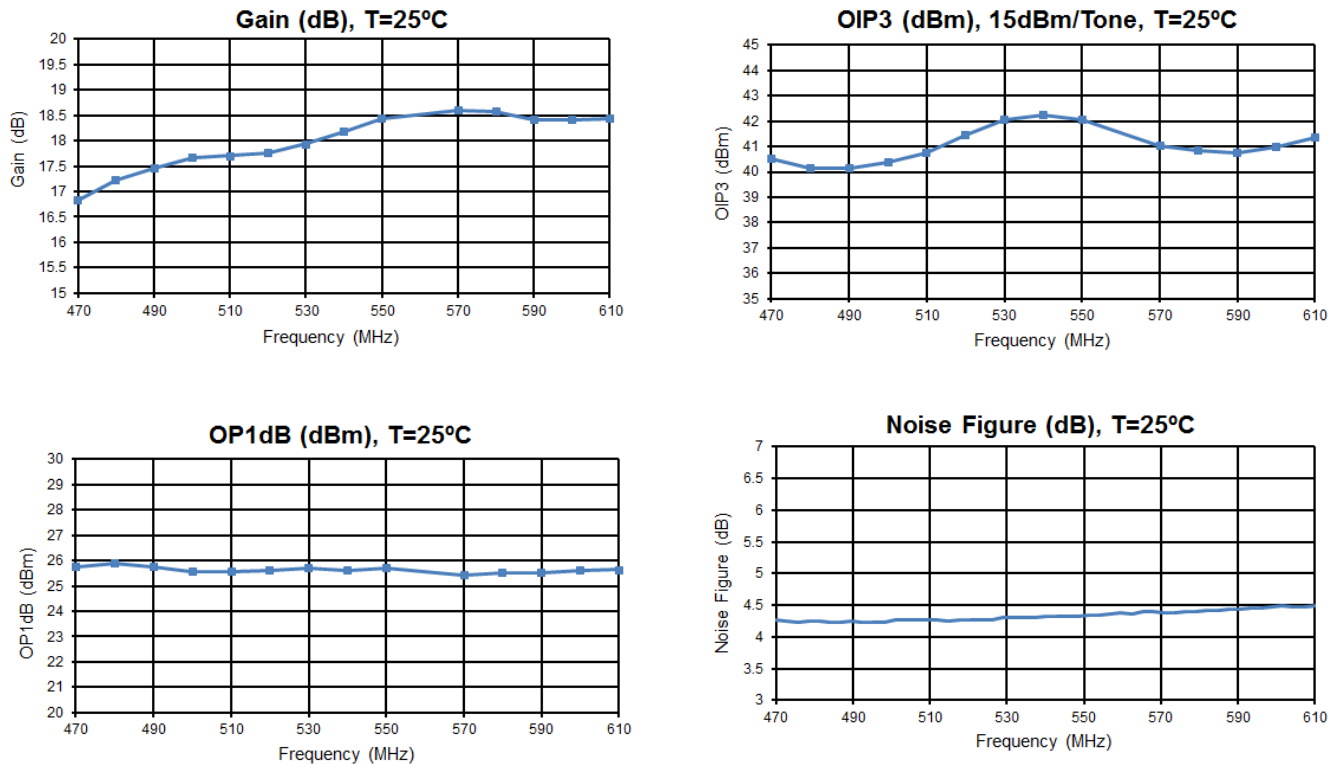 Gain (dB), T=25ºC
20
19.5
19
18.5
18
17.5
17
16.5
16
15.5
15
Gain (dB)
470 490 510 530 550 570 590 610
Frequency (MHz)
OIP3 (dBm), 15dBm/Tone, T=25ºC
45
44
43
42
41
40
39
38
37
36
35
OIP3 (dBm)
470 490 510 530 550 570 590 610
Frequency (MHz)
OP1dB (dBm), T=25ºC
30
29
28
27
26
25
24
23
22
21
20
OP1dB (dBm)
470 490 510 530 550 570 590 610
Frequency (MHz)
Noise Figure (dB), T=25ºC
7
6.5
6
5.5
5
4.5
4
3.5
3
Noise Figure (dB)
470 490 510 530 550 570 590 610
Frequency (MHz)